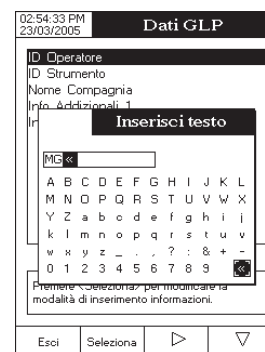 02:54:33 PM
23/03/2005
Dati GLP
ID Operatore
ID Strumento
Nome Compagnia
Info Addizionali 1
In
Inserisci testo
MG«
A B C D E F G H I J K L
M N O P Q R S T U V W X
Y Z a b c d e f g h i j
k l m n o p q r s t u v
w x y z _ . , ? : & + -
0 1 2 3 4 5 6 7 8 9 «
Premere <Seleziona> per modificare la
modalità di inserimento informazioni.
Esci
Seleziona